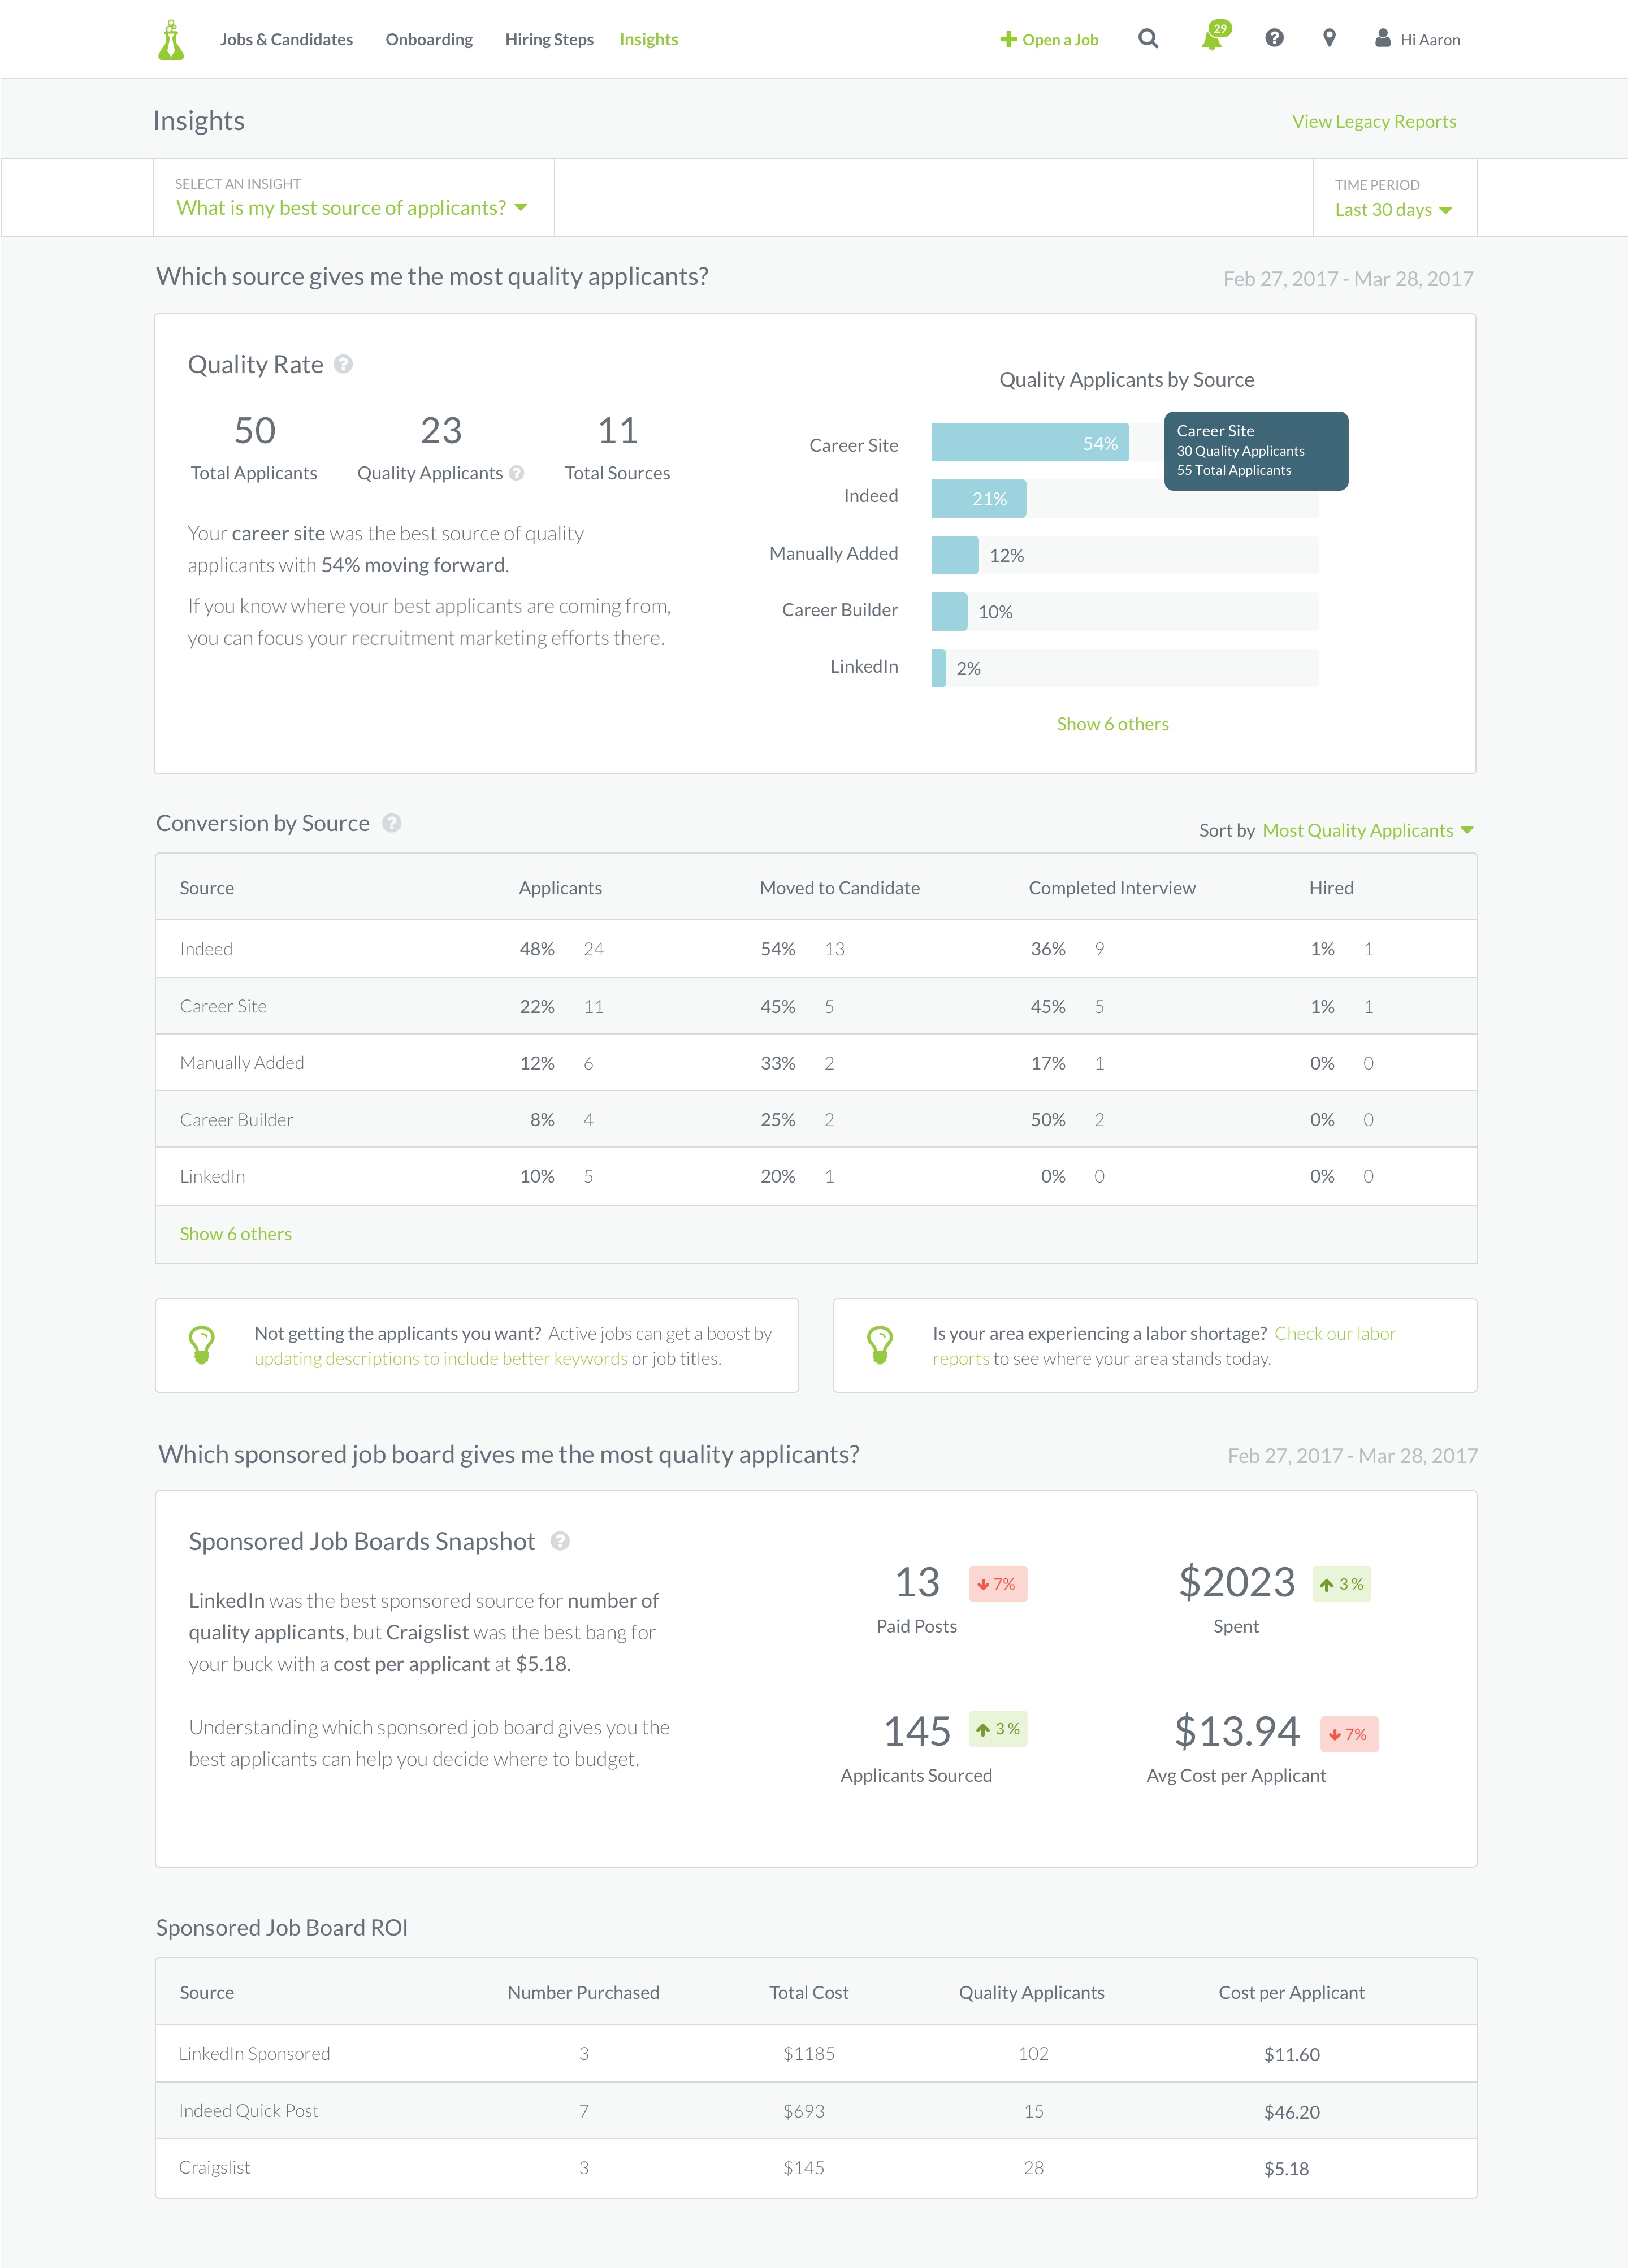 Jobs & Candidates Onboarding Hiring Steps Insights Open a Job 29 Hi Aaron
Insights View Legacy Reports
SELECT AN INSIGHT
What is my best source of applicants?
TIME PERIOD
Last 30 days
Which source gives me the most quality applicants? Feb 27, 2017 - Mar 28, 2017
Quality Rate ?
50 23 11
Total Applicants Quality Applicants ? Total Sources
Your career site was the best source of quality
applicants with 54% moving forward.
If you know where your best applicants are coming from,
you can focus your recruitment marketing efforts there.
Quality Applicants by Source
Career Site 54%
Career Site
30 Quality Applicants
55 Total Applicants
Indeed 21%
Manually Added 12%
Career Builder 10%
LinkedIn 2%
Show 6 others
Conversion by Source ? Sort by Most Quality Applicants
Source Applicants Moved to Candidate Completed Interview Hired
Indeed 48% 24 54% 13 36% 9 1% 1
Career Site 22% 11 45% 5 45% 5 1% 1
Manually Added 12% 6 33% 2 17% 1 0% 0
Career Builder 8% 4 25% 2 50% 2 0% 0
LinkedIn 10% 5 20% 1 0% 0 0% 0
Show 6 others
Not getting the applicants you want? Active jobs can get a boost by
updating descriptions to include better keywords or job titles.
Is your area experiencing a labor shortage? Check our labor
reports to see where your area stands today.
Which sponsored job board gives me the most quality applicants? Feb 27, 2017 - Mar 28, 2017
Sponsored Job Boards Snapshot ?
LinkedIn was the best sponsored source for number of
quality applicants, but Craigslist was the best bang for
your buck with a cost per applicant at $5.18.
Understanding which sponsored job board gives you the
best applicants can help you decide where to budget.
13 7% $2023 3 %
Paid Posts Spent
145 3 % $13.94 7%
Applicants Sourced Avg Cost per Applicant
Sponsored Job Board ROI
Source Number Purchased Total Cost Quality Applicants Cost per Applicant
LinkedIn Sponsored 3 $1185 102 $11.60
Indeed Quick Post 7 $693 15 $46.20
Craigslist 3 $145 28 $5.18